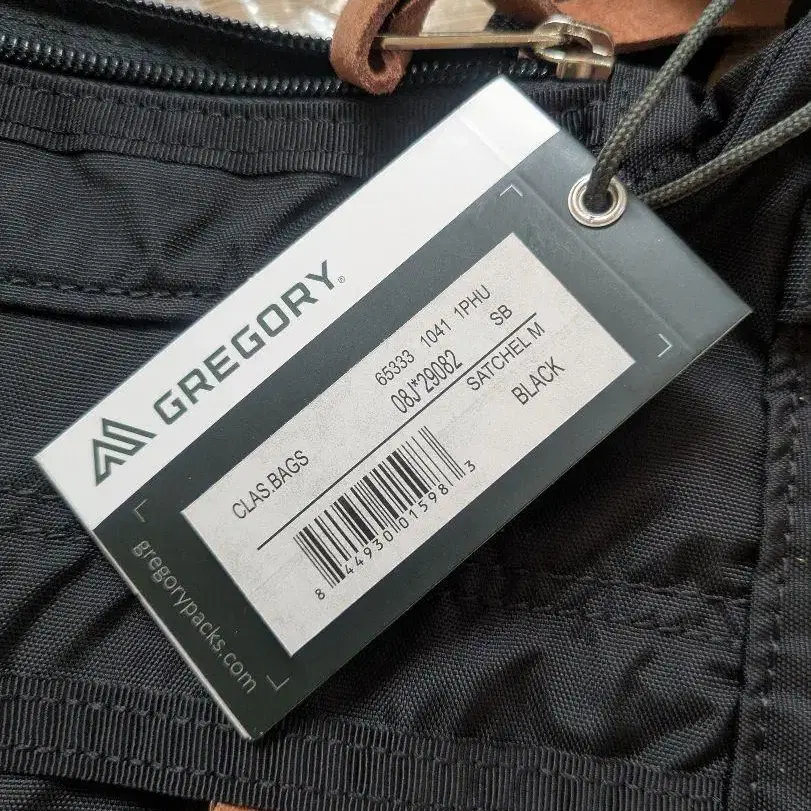 GREGORY®
65333 1041 1PHU
08J*29082 SB
CLAS.BAGS SATCHEL M
BLACK
8 44930 01598 3
gregorypacks.com